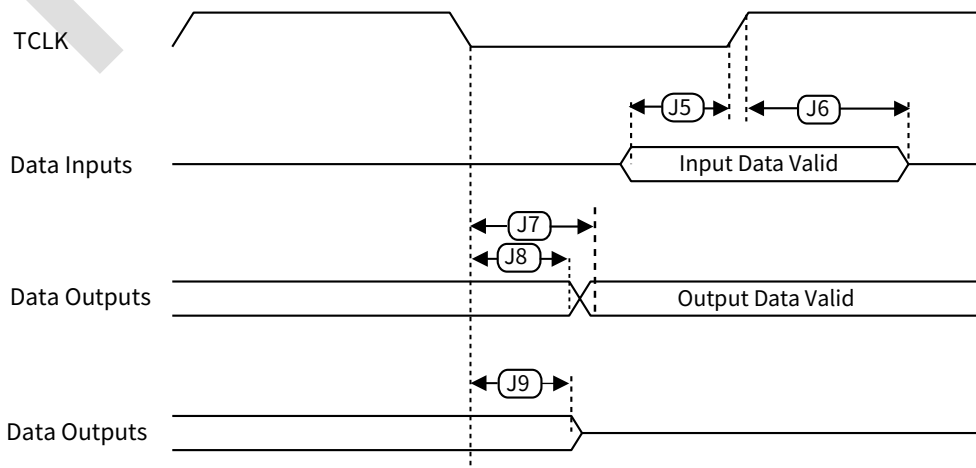 TCLK
J5
J6
Data Inputs
Input Data Valid
J7
J8
Data Outputs
Output Data Valid
J9
Data Outputs